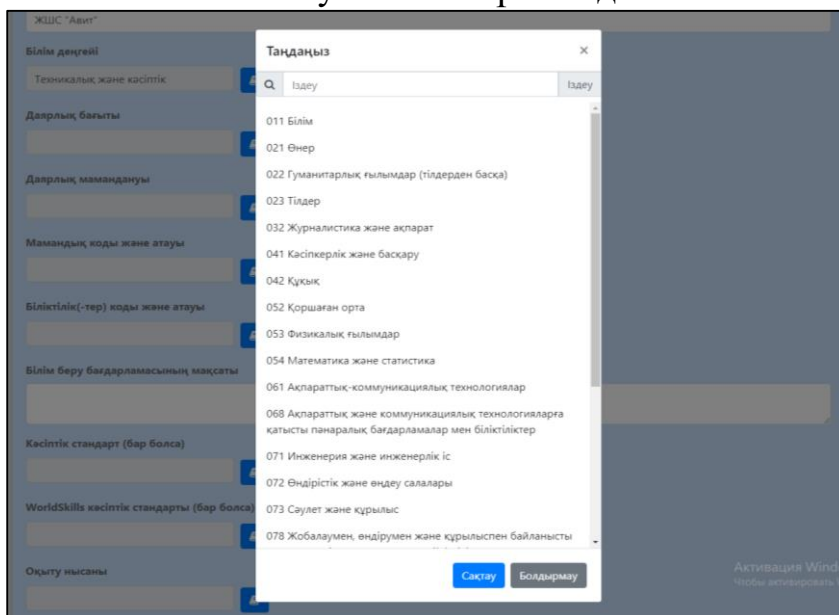 ЖШС "Авит"
Білім деңгейі
Техникалық және кәсіптік
Даярлық бағыты
Даярлық мамандануы
Мамандық коды және атауы
Біліктілік(-тер) коды және атауы
Білім беру бағдарламасының мақсаты
Кәсіптік стандарт (бар болса)
WorldSkills кәсіптік стандарты (бар болса)
Оқыту нысаны
Таңдаңыз ×
Іздеу Іздеу
011 Білім
021 Өнер
022 Гуманитарлық ғылымдар (тілдерден басқа)
023 Тілдер
032 Журналистика және ақпарат
041 Кәсіпкерлік және басқару
042 Құқық
052 Қоршаған орта
053 Физикалық ғылымдар
054 Математика және статистика
061 Ақпараттық-коммуникациялық технологиялар
068 Ақпараттық және коммуникациялық технологияларға
қатысты пәнаралық бағдарламалар мен біліктіліктер
071 Инженерия және инженерлік іс
072 Өндірістік және өңдеу салалары
073 Сәулет және құрылыс
078 Жобалаумен, өндірумен және құрылыспен байланысты
Сақтау Болдырмау
Активация Wind
Чтобы активировать